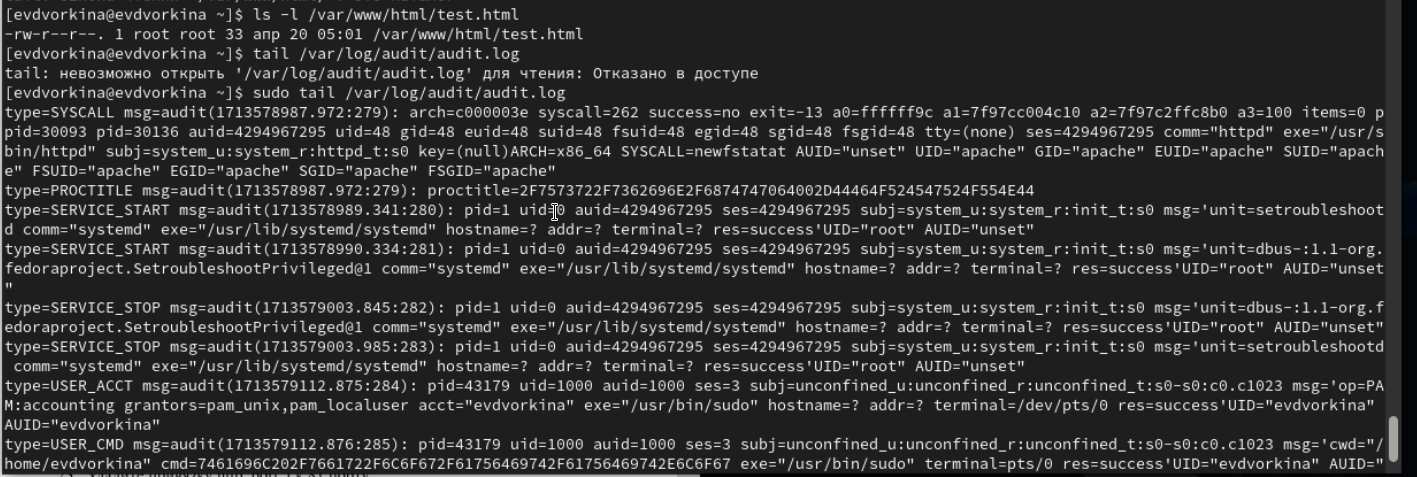 [evdvorkina@evdvorkina ~]$ ls -l /var/www/html/test.html
-rw-r--r--. 1 root root 33 апр 20 05:01 /var/www/html/test.html
[evdvorkina@evdvorkina ~]$ tail /var/log/audit/audit.log
tail: невозможно открыть '/var/log/audit/audit.log' для чтения: Отказано в доступе
[evdvorkina@evdvorkina ~]$ sudo tail /var/log/audit/audit.log
type=SYSCALL msg=audit(1713578987.972:279): arch=c000003e syscall=262 success=no exit=-13 a0=ffffff9c a1=7f97cc004c10 a2=7f97c2ffc8b0 a3=100 items=0 p
pid=30093 pid=30136 auid=4294967295 uid=48 gid=48 euid=48 suid=48 fsuid=48 egid=48 sgid=48 fsgid=48 tty=(none) ses=4294967295 comm="httpd" exe="/usr/s
bin/httpd" subj=system_u:system_r:httpd_t:s0 key=(null)ARCH=x86_64 SYSCALL=newfstatat AUID="unset" UID="apache" GID="apache" EUID="apache" SUID="apach
e" FSUID="apache" EGID="apache" SGID="apache" FSGID="apache"
type=PROCTITLE msg=audit(1713578987.972:279): proctitle=2F7573722F7362696E2F6874747064002D44464F524547524F554E44
type=SERVICE_START msg=audit(1713578989.341:280): pid=1 uid=0 auid=4294967295 ses=4294967295 subj=system_u:system_r:init_t:s0 msg='unit=setroubleshoot
d comm="systemd" exe="/usr/lib/systemd/systemd" hostname=? addr=? terminal=? res=success'UID="root" AUID="unset"
type=SERVICE_START msg=audit(1713578990.334:281): pid=1 uid=0 auid=4294967295 ses=4294967295 subj=system_u:system_r:init_t:s0 msg='unit=dbus-:1.1-org.
fedoraproject.SetroubleshootPrivileged@1 comm="systemd" exe="/usr/lib/systemd/systemd" hostname=? addr=? terminal=? res=success'UID="root" AUID="unset
"
type=SERVICE_STOP msg=audit(1713579003.845:282): pid=1 uid=0 auid=4294967295 ses=4294967295 subj=system_u:system_r:init_t:s0 msg='unit=dbus-:1.1-org.f
edoraproject.SetroubleshootPrivileged@1 comm="systemd" exe="/usr/lib/systemd/systemd" hostname=? addr=? terminal=? res=success'UID="root" AUID="unset"
type=SERVICE_STOP msg=audit(1713579003.985:283): pid=1 uid=0 auid=4294967295 ses=4294967295 subj=system_u:system_r:init_t:s0 msg='unit=setroubleshootd
 comm="systemd" exe="/usr/lib/systemd/systemd" hostname=? addr=? terminal=? res=success'UID="root" AUID="unset"
type=USER_ACCT msg=audit(1713579112.875:284): pid=43179 uid=1000 auid=1000 ses=3 subj=unconfined_u:unconfined_r:unconfined_t:s0-s0:c0.c1023 msg='op=PA
M:accounting grantors=pam_unix,pam_localuser acct="evdvorkina" exe="/usr/bin/sudo" hostname=? addr=? terminal=/dev/pts/0 res=success'UID="evdvorkina"
AUID="evdvorkina"
type=USER_CMD msg=audit(1713579112.876:285): pid=43179 uid=1000 auid=1000 ses=3 subj=unconfined_u:unconfined_r:unconfined_t:s0-s0:c0.c1023 msg='cwd="/
home/evdvorkina" cmd=7461696C202F7661722F6C6F672F61756469742F61756469742E6C6F67 exe="/usr/bin/sudo" terminal=pts/0 res=success'UID="evdvorkina" AUID="